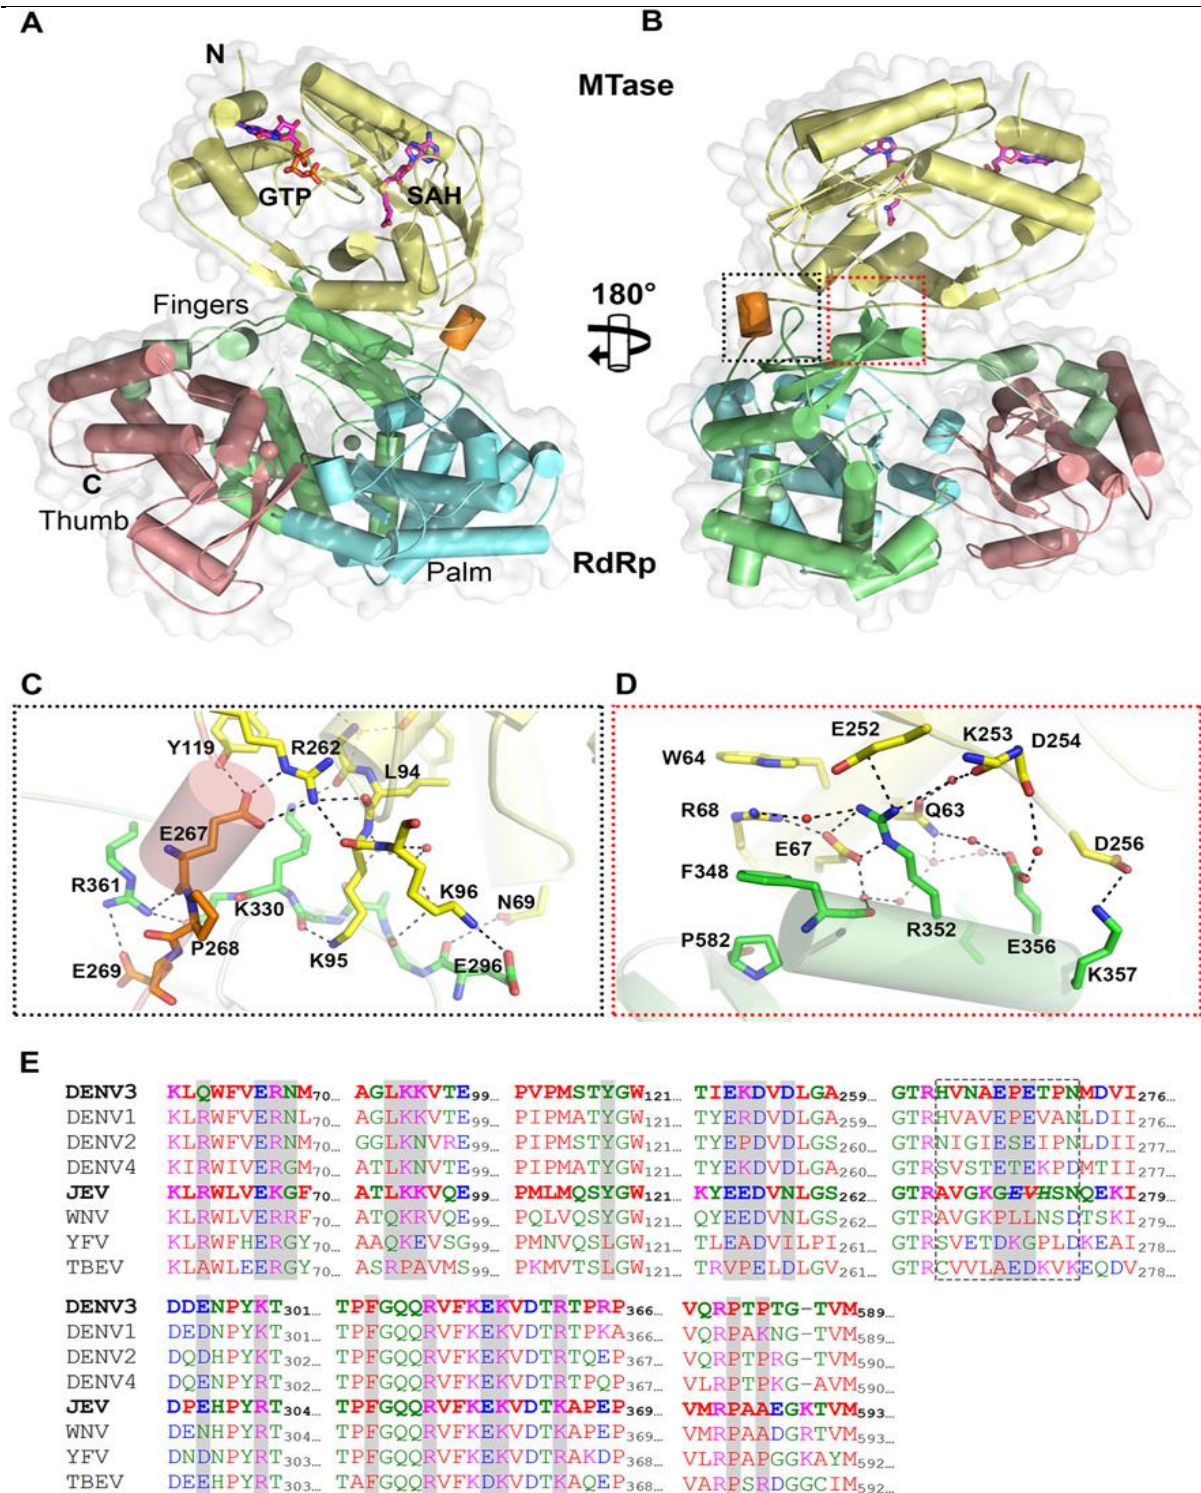 A
B
N
MTase
GTP
SAH
Fingers
180°
C
Thumb
Palm
RdRp
C
D
Y119
R262
L94
E267
R361
K330
K96
N69
P268
K95
E269
E296
E252
K253
D254
W64
R68
Q63
E67
D256
F348
R352
E356
P582
K357
E
DENV3 KLQWFVERNM70... AGLKKVTE99... PVPMSTYGW121... TIEKDVDLGA259... GTRHVNAEPETPNMDVI276...
DENV1 KLRWFVERNL70... AGLKKVTE99... PIPMSTYGW121... TYERDVDLGA259... GTRHVAVEPEVANLDII276...
DENV2 KLRWFVERNM70... GGLKNVRE99... PIPMSTYGW121... TYEPDVDLGS260... GTRNIGIESEIPNLDII277...
DENV4 KIRWIVERGM70... ATLKNVTE99... PIPMATYGW121... TYEKDVDLGA260... GTRSVSTETEKPDMTII277...
JEV KLRWLVEKGF70... ATLKKVQE99... PMLMQSYGW121... KYEEDVNLGS262... GTRAVGKGEVHSNQEKI279...
WNV KLRWLVERRF70... ATQKRVQE99... PQLVQSYGW121... QYEEDVNLGS262... GTRAVGKPLLNSDTSKI279...
YFV KLRWFHERGY70... AAQKEVSG99... PMNVQSLGW121... TLEADVILPI261... GTRSVETDKGPLDKEAI278...
TBEV KLAWLEERGY70... ASRPAVMS99... PKMVTSLGW121... TRVPELDLGV261... GTRCVVLAEDKVKEQDV278...
DENV3 DDENPYKT301... TPFGQQRVFKEKVDTRTPRP366... VQRPTPTG-TVM589...
DENV1 DEDNPYKT301... TPFGQQRVFKEKVDTRTPKA366... VQRPAKNG-TVM589...
DENV2 DQDHPYKT302... TPFGQQRVFKEKVDTRTQEP367... VQRPTPRG-TVM590...
DENV4 DQENPYKT302... TPFGQQRVFKEKVDTRTPQP367... VLRPTPKG-AVM590...
JEV DPEHPYRT304... TPFGQQRVFKEKVDTKAPEP369... VMRPAAEGKTVM593...
WNV DENHPYRT304... TPFGQQRVFKEKVDTKAPEP369... VMRPAADGRTVM593...
YFV DNDNPYRT303... TPFGQQRVFKEKVDTRAKDP368... VLRPAPGGKAYM592...
TBEV DEEHPYRT303... TAFGQQRVFKDKVDTKAQEP368... VARPSRDGGCIM592...